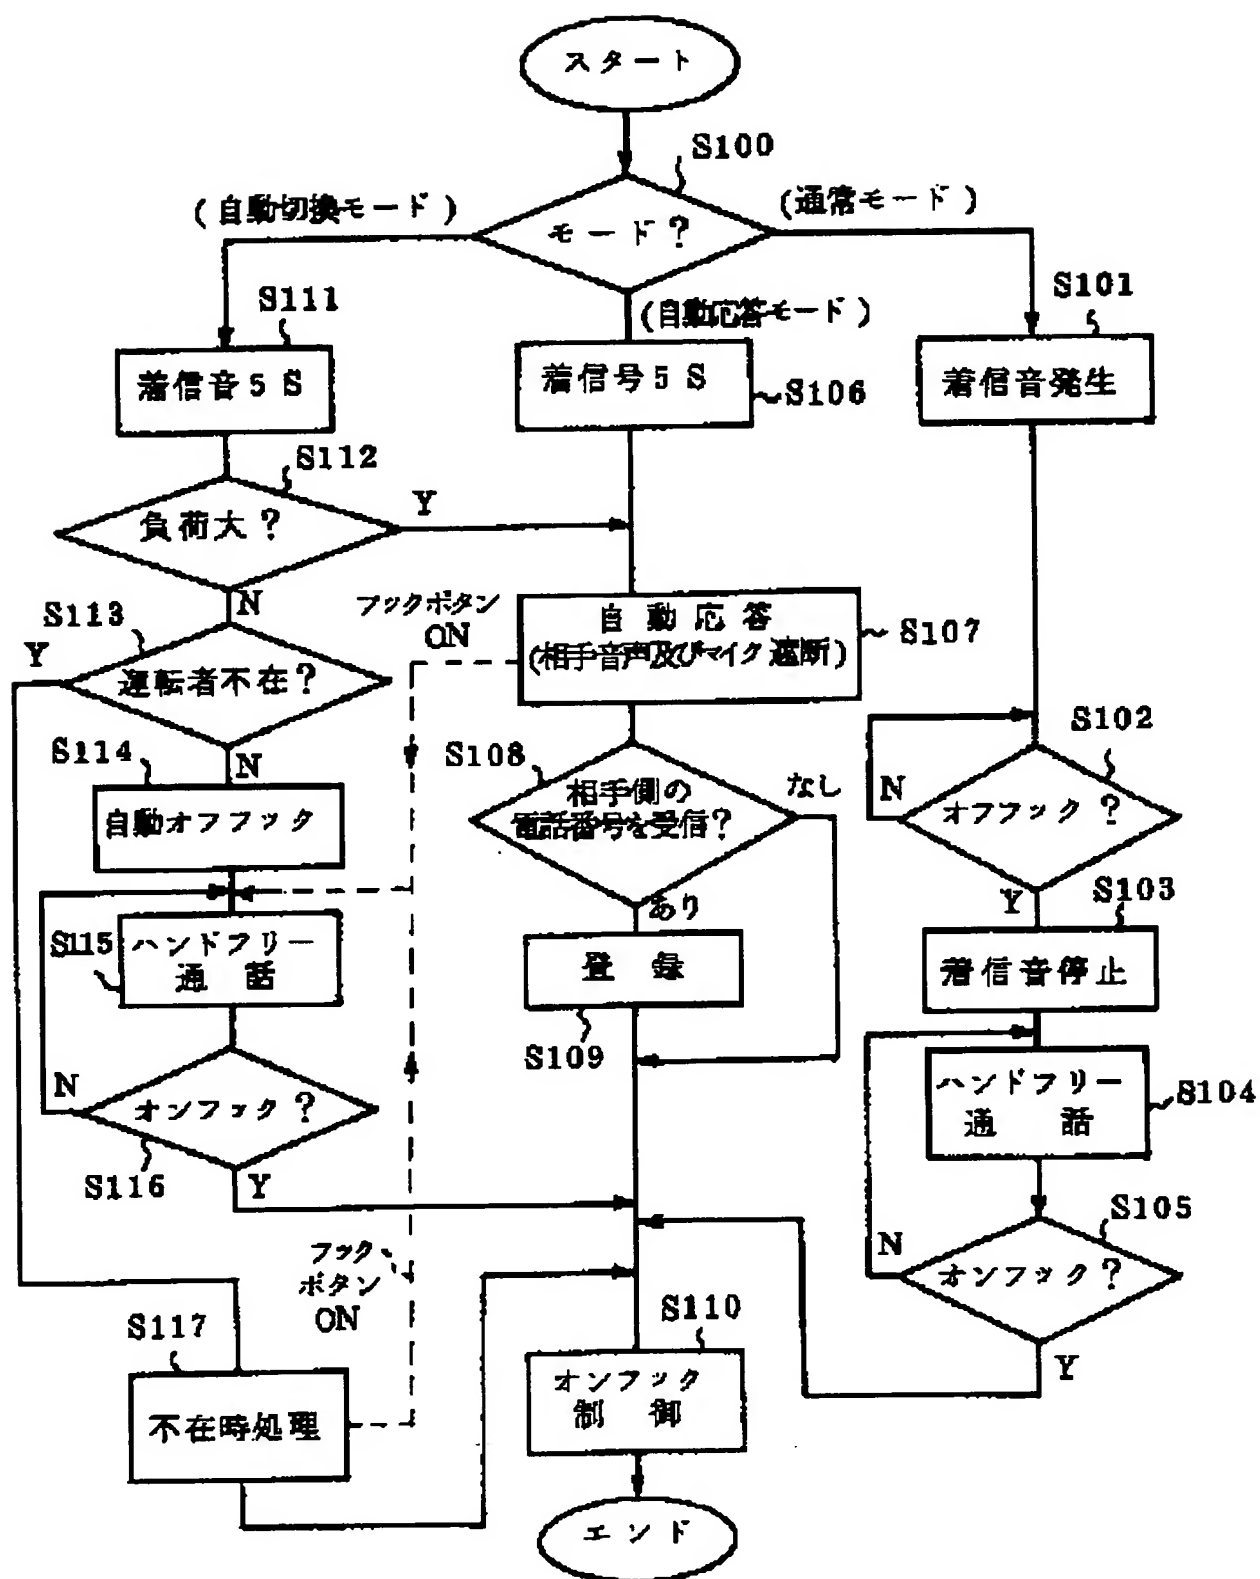 スタート
S100
(自動切換モード)
(通常モード)
モード?
S111
(自動応答モード)
S101
着信音5S
着信号5S
S106
着信音発生
S112
負荷大?
Y
N
S113
フックボタン
ON
自動応答
(相手音声及びマイク遮断)
S107
Y
運転者不在?
S102
S114
N
S108
相手側の
電話番号を受信?
なし
N
オフフック?
自動オフフック
あり
Y
S103
S115
ハンドフリー
通話
登録
着信音停止
S109
N
オンフック?
ハンドフリー
通話
S104
S116
Y
S105
フック
ボタン
ON
N
オンフック?
S117
S110
Y
不在時処理
オンフック
制御
エンド